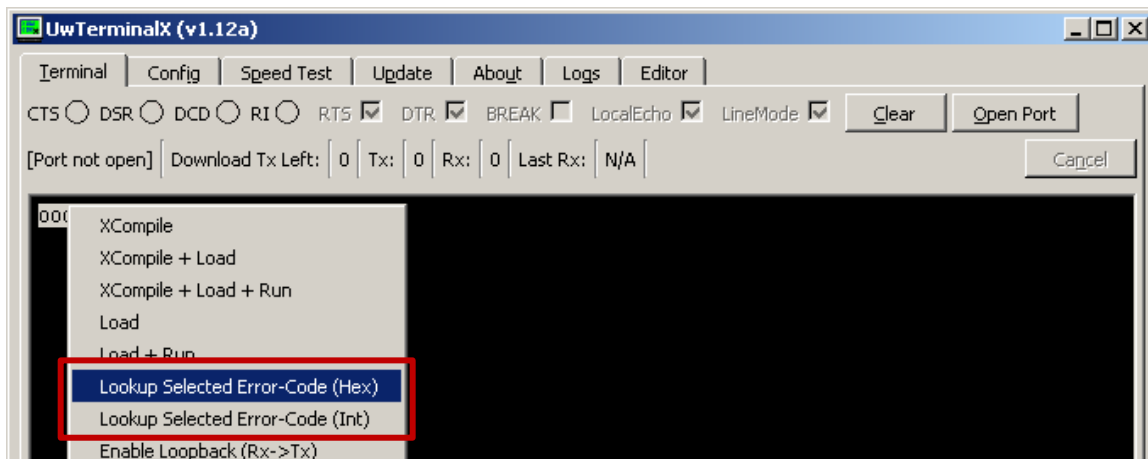 UwTerminalX (v1.12a)
Terminal Config Speed Test Update About Logs Editor
CTS DSR DCD RI RTS DTR BREAK LocalEcho LineMode Clear Open Port
[Port not open] Download Tx Left: 0 Tx: 0 Rx: 0 Last Rx: N/A Cancel
000
XCompile
XCompile + Load
XCompile + Load + Run
Load
Load + Run
Lookup Selected Error-Code (Hex)
Lookup Selected Error-Code (Int)
Enable Loopback (Rx->Tx)